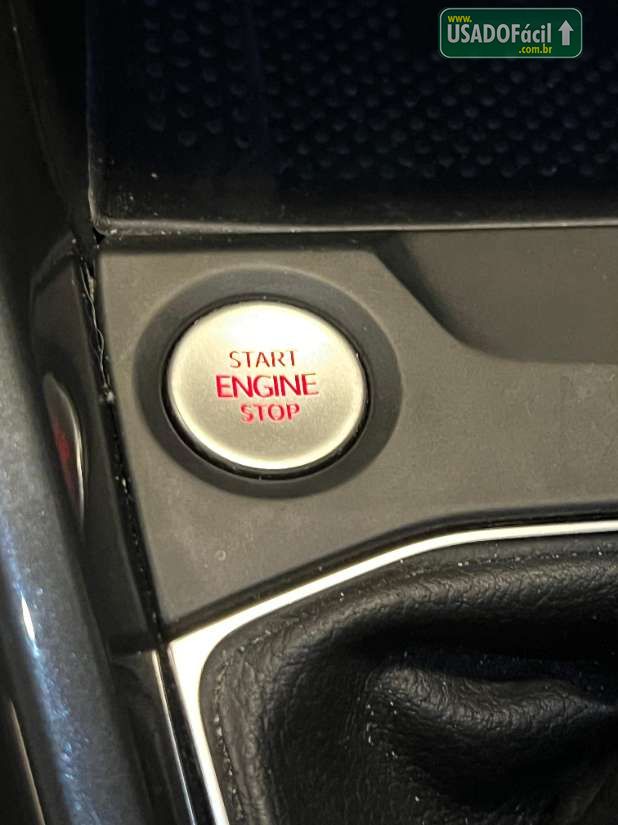 www.
USADOFácil
.com.br
START
ENGINE
STOP